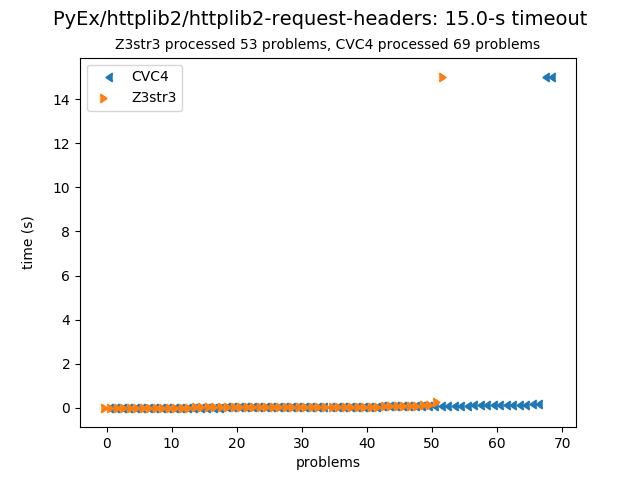 PyEx/httplib2/httplib2-request-headers: 15.0-s timeout
Z3str3 processed 53 problems, CVC4 processed 69 problems
CVC4
Z3str3
14
12
10
8
6
4
2
0
time (s)
0 10 20 30 40 50 60 70
problems